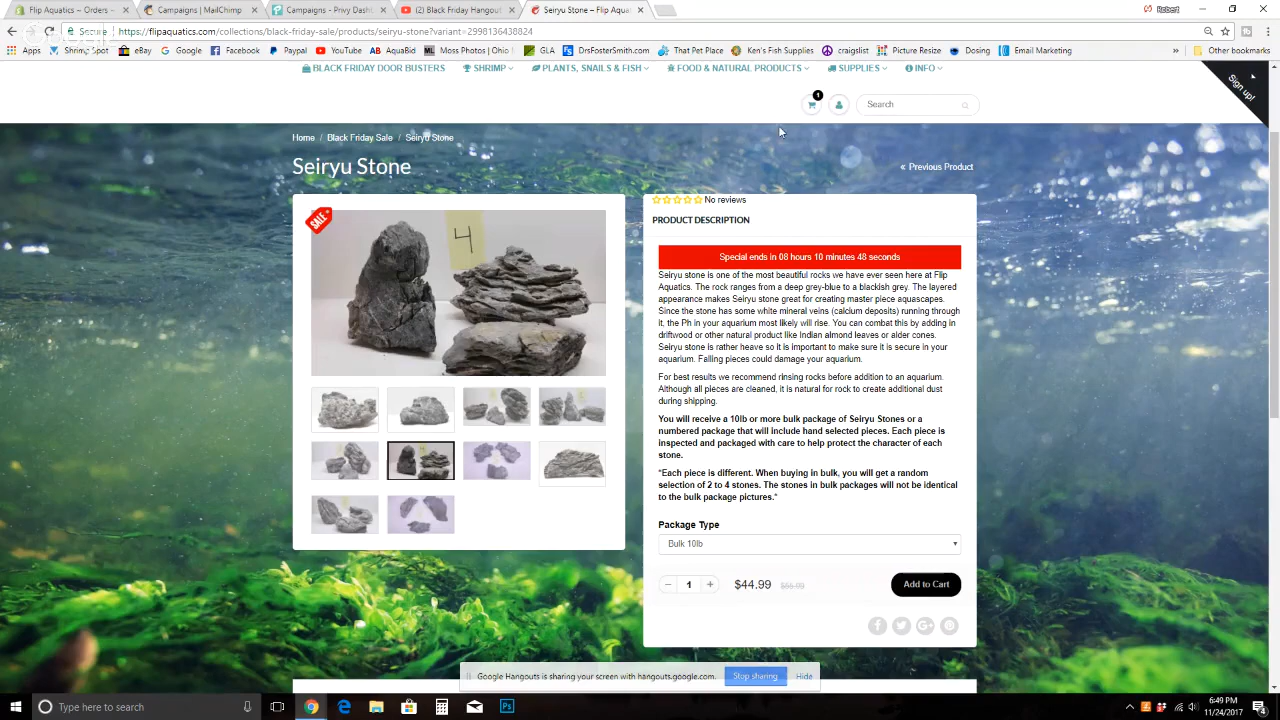 Flip Aquatics ~ Orders ~
Campaigns | MailChimp
Campaigns - Privy Dashb
(2) Black Friday Hangout
Seiryu Stone – Flip Aqua
Robert
Secure
https://flipaquatics.com/collections/black-friday-sale/products/seiryu-stone?variant=2998136438824
Apps
Shipping Spot
eBay
G Google
Facebook
Paypal
YouTube
AquaBid
Moss Photos | Ohio
GLA
DrsFosterSmith.com
That Pet Place
Ken's Fish Supplies
craigslist
Picture Resize
Dosing
Email Marketing
»
Other bookmarks
BLACK FRIDAY DOOR BUSTERS
SHRIMP
PLANTS, SNAILS & FISH
FOOD & NATURAL PRODUCTS
SUPPLIES
INFO
Sign up!
1
Search
Home / Black Friday Sale / Seiryu Stone
Seiryu Stone
« Previous Product
SALE
4
No reviews
PRODUCT DESCRIPTION
Special ends in 08 hours 10 minutes 48 seconds
Seiryu stone is one of the most beautiful rocks we have ever seen here at Flip
Aquatics. The rock ranges from a deep grey-blue to a blackish grey. The layered
appearance makes Seiryu stone great for creating master piece aquascapes.
Since the stone has some white mineral veins (calcium deposits) running through
it, the Ph in your aquarium most likely will rise. You can combat this by adding in
driftwood or other natural product like Indian almond leaves or alder cones.
Seiryu stone is rather heave so it is important to make sure it is secure in your
aquarium. Falling pieces could damage your aquarium.
For best results we recommend rinsing rocks before addition to an aquarium.
Although all pieces are cleaned, it is natural for rock to create additional dust
during shipping.
You will receive a 10lb or more bulk package of Seiryu Stones or a
numbered package that will include hand selected pieces. Each piece is
inspected and packaged with care to help protect the character of each
stone.
*Each piece is different. When buying in bulk, you will get a random
selection of 2 to 4 stones. The stones in bulk packages will not be identical
to the bulk package pictures.*
Package Type
Bulk 10lb
− 1 +
$44.99
Add to Cart
Google Hangouts is sharing your screen with hangouts.google.com.
Stop sharing
Hide
Type here to search
Ps
6:49 PM
11/24/2017